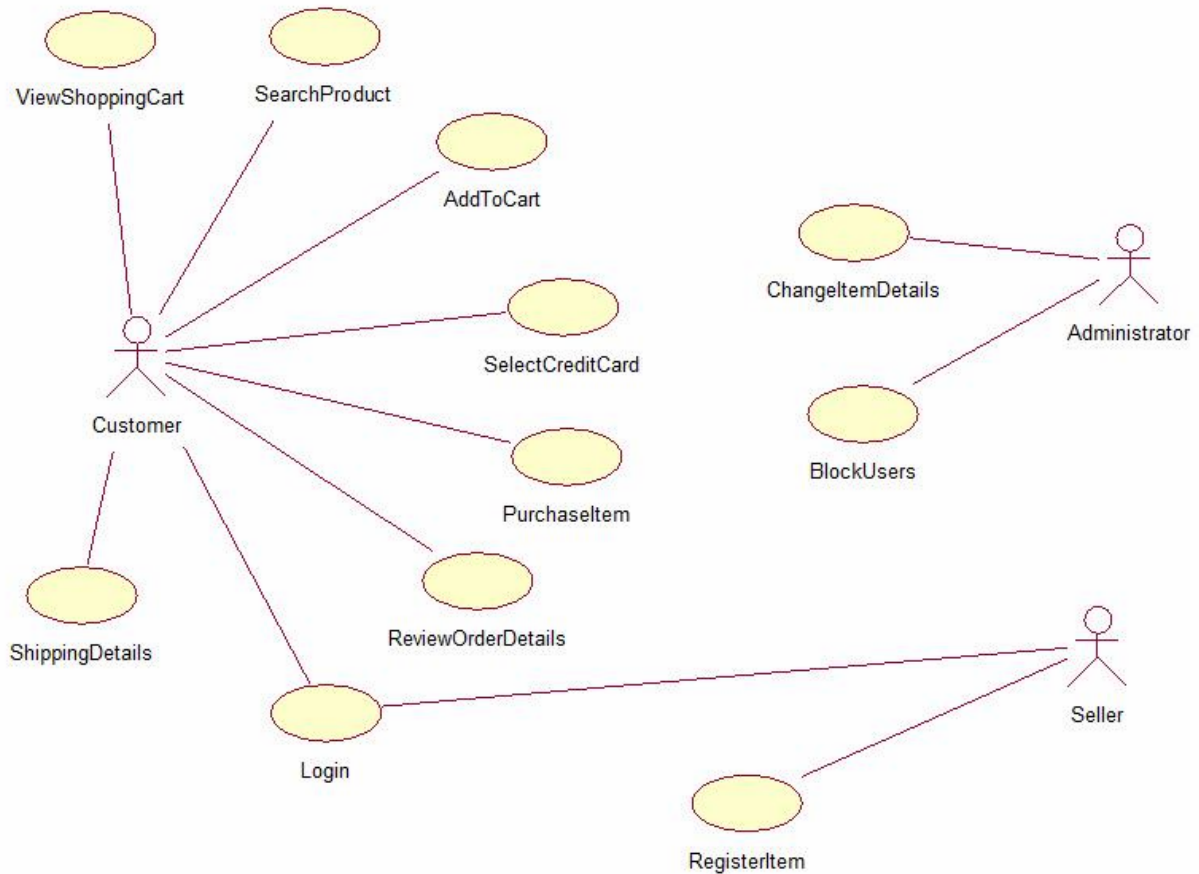 ViewShoppingCart
SearchProduct
AddToCart
ChangeItemDetails
Administrator
SelectCreditCard
Customer
BlockUsers
PurchaseItem
ReviewOrderDetails
ShippingDetails
Seller
Login
RegisterItem